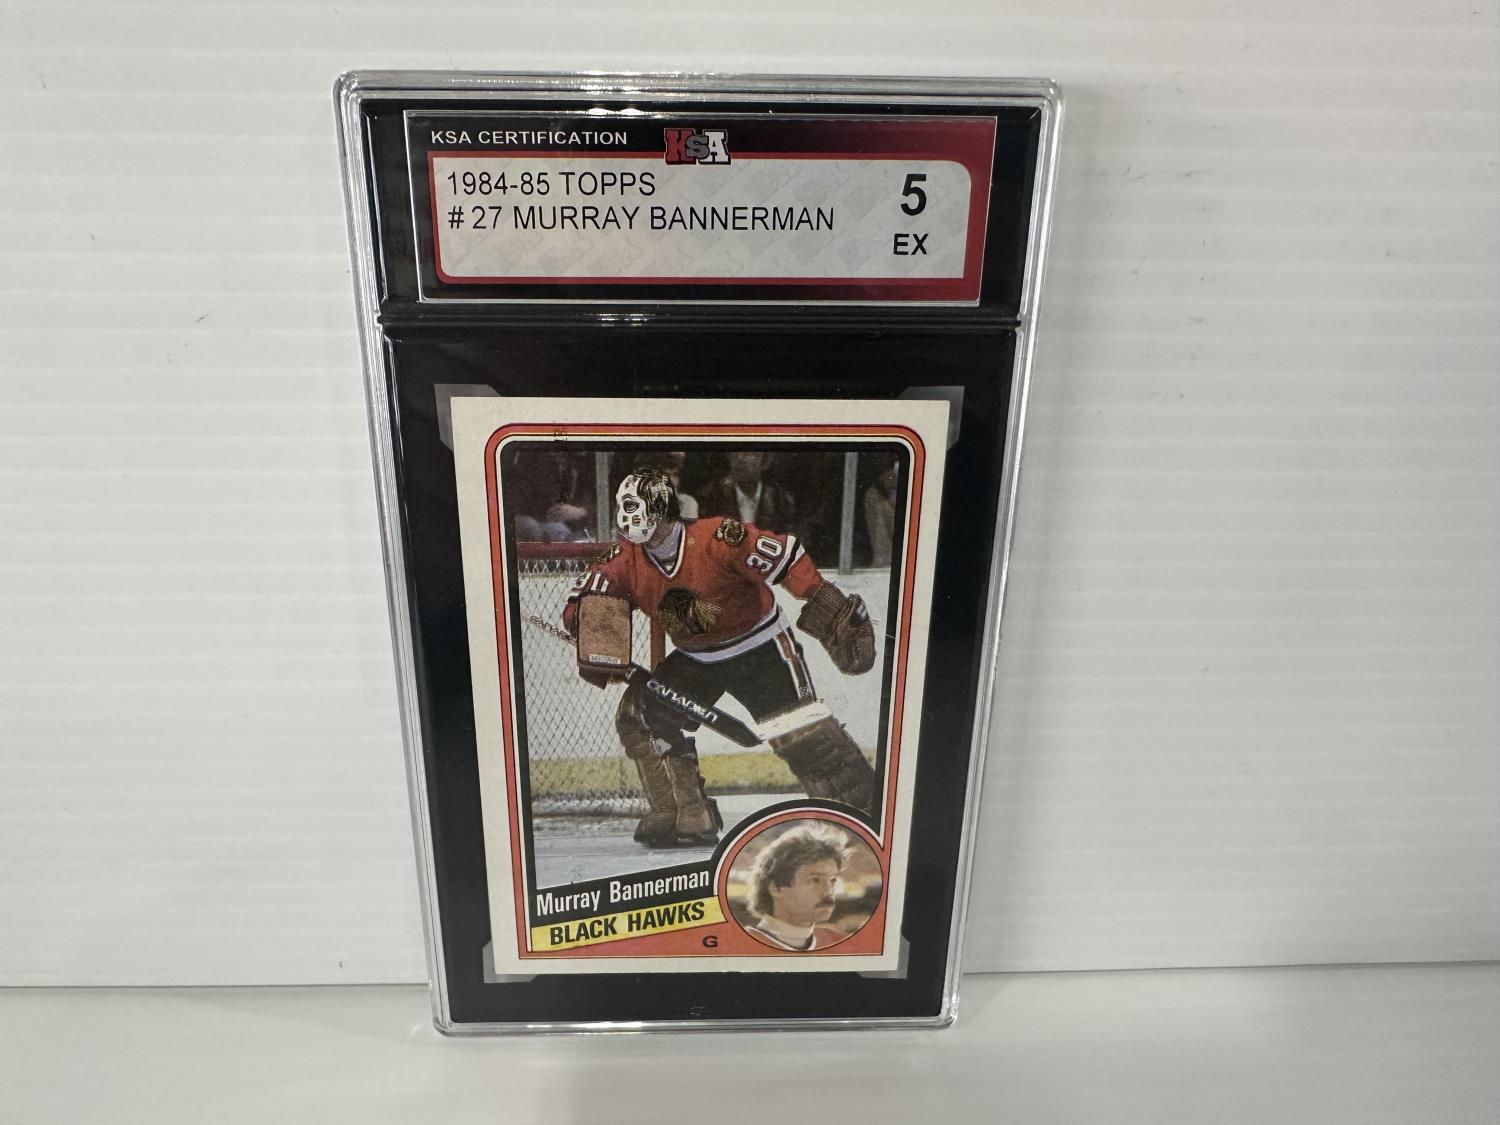 KSA CERTIFICATION
KSA
1984-85 TOPPS
# 27 MURRAY BANNERMAN
5
EX
30
CANADIEN
Murray Bannerman
BLACK HAWKS
G